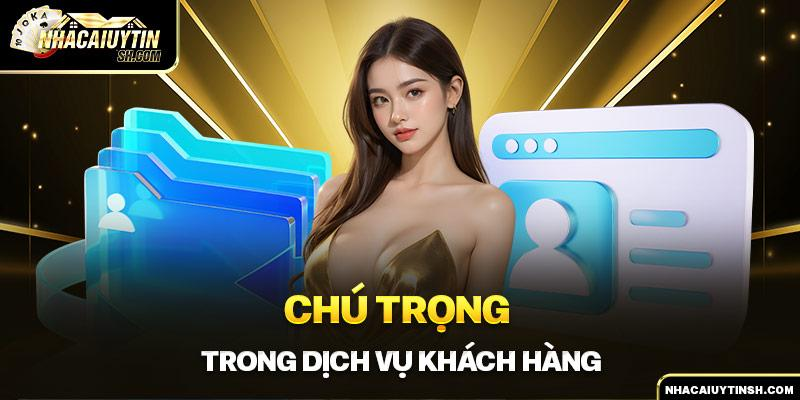 NHACAIUYTIN
SH.COM
CHÚ TRỌNG
TRONG DỊCH VỤ KHÁCH HÀNG
NHACAIUYTINSH.COM